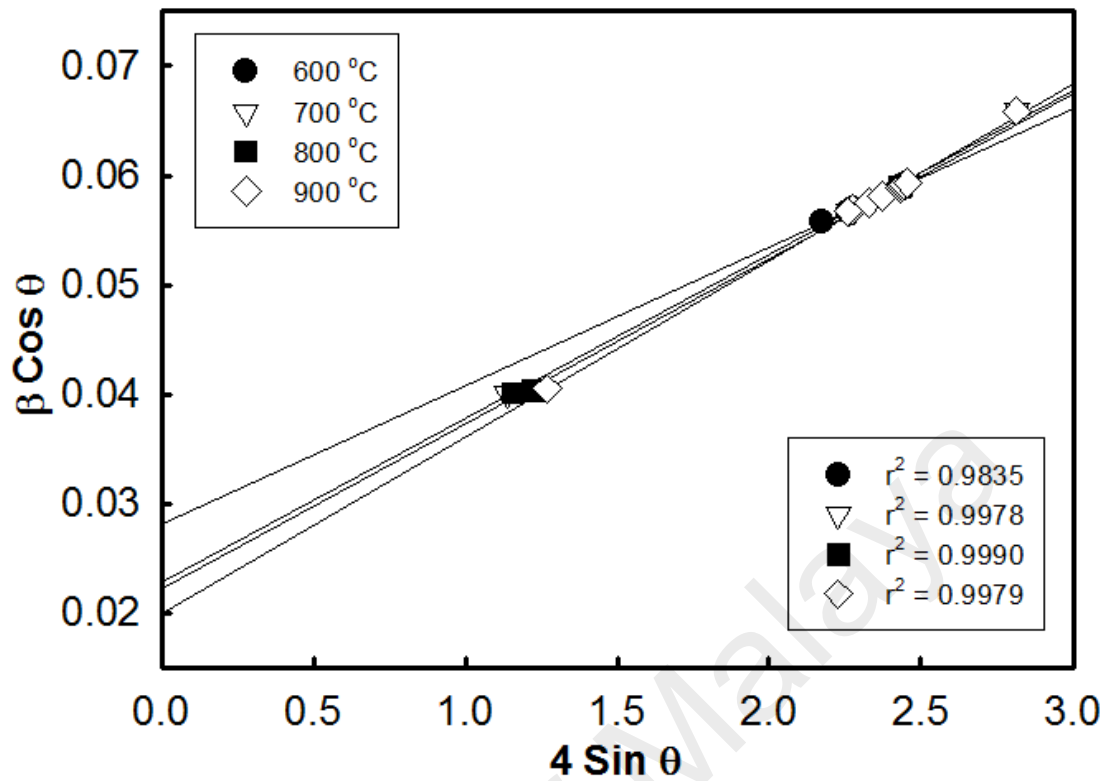 0.07
0.06
0.05
0.04
0.03
0.02
β Cos θ
600 °C
700 °C
800 °C
900 °C
r² = 0.9835
r² = 0.9978
r² = 0.9990
r² = 0.9979
0.0 0.5 1.0 1.5 2.0 2.5 3.0
4 Sin θ
Malaya